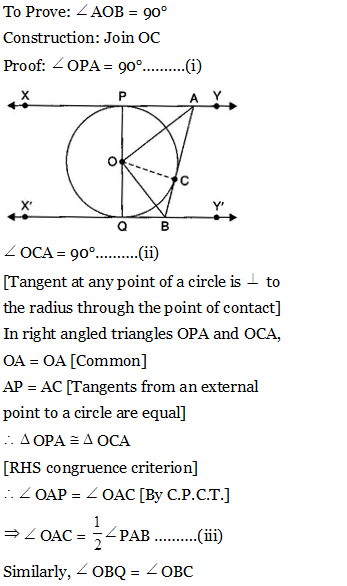 To Prove: ∠AOB = 90°
Construction: Join OC
Proof: ∠OPA = 90°..........(i)
X P A Y
O
C
X' Q B Y'
∠OCA = 90°..........(ii)
[Tangent at any point of a circle is ⊥ to
the radius through the point of contact]
In right angled triangles OPA and OCA,
OA = OA [Common]
AP = AC [Tangents from an external
point to a circle are equal]
∴ ΔOPA ≅ ΔOCA
[RHS congruence criterion]
∴ ∠OAP = ∠OAC [By C.P.C.T.]
⇒ ∠OAC = 1/2 ∠PAB ..........(iii)
Similarly, ∠OBQ = ∠OBC